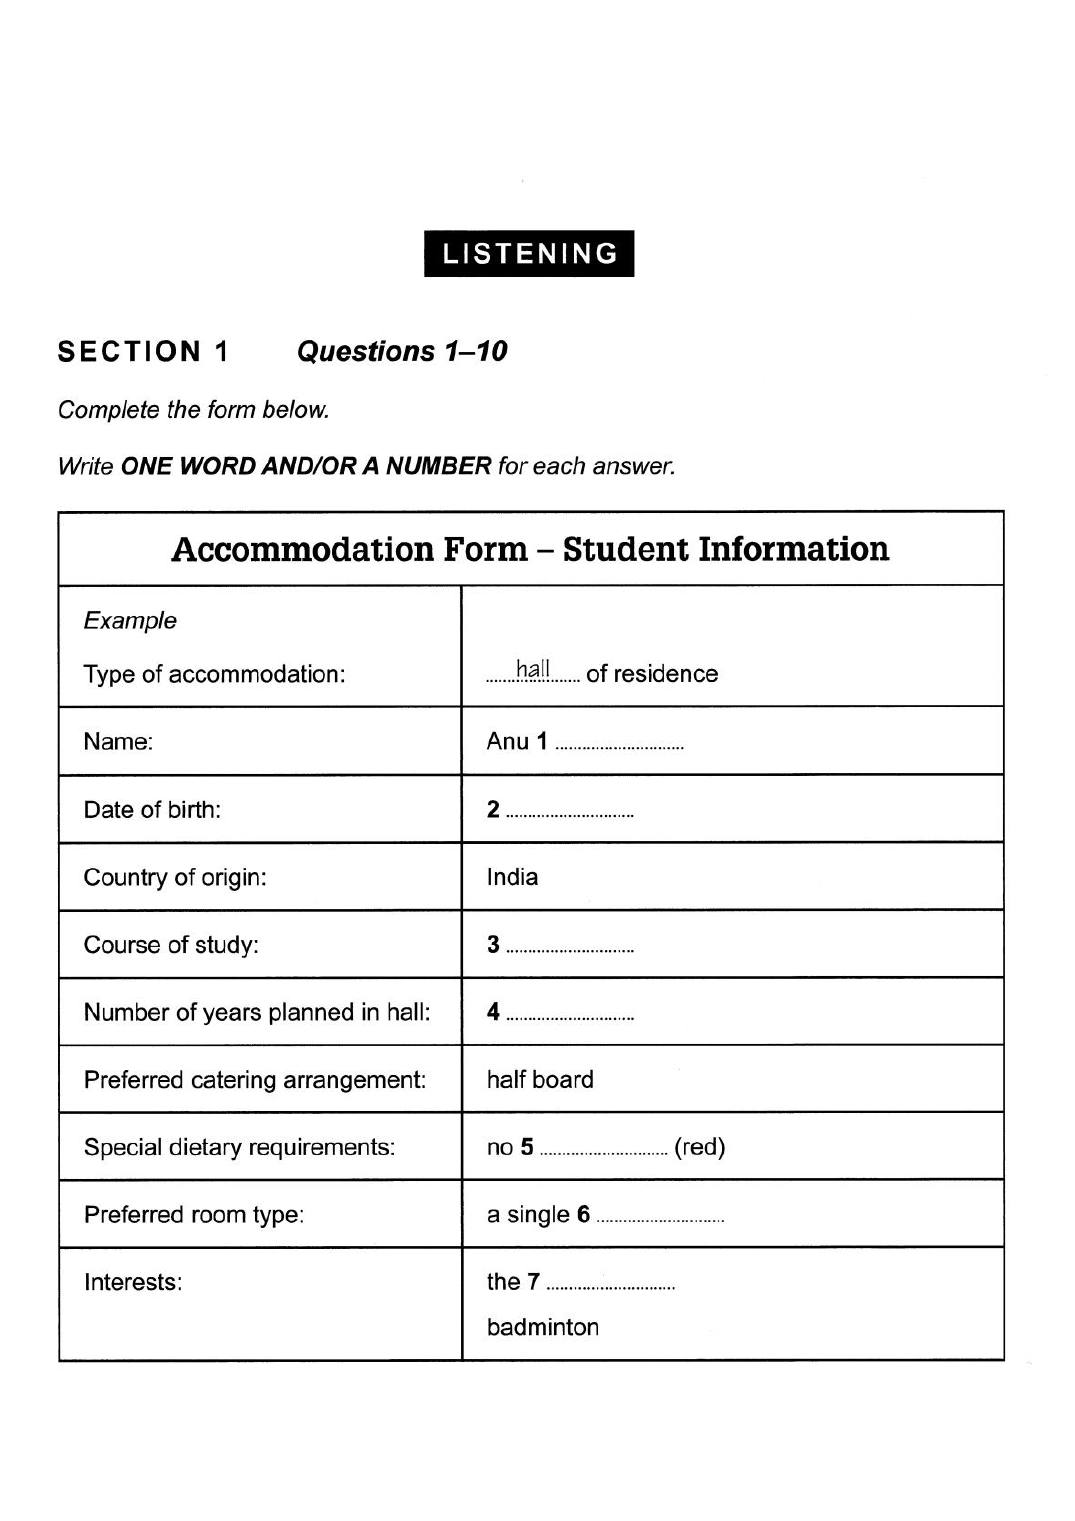 LISTENING
SECTION 1 Questions 1–10
Complete the form below.
Write ONE WORD AND/OR A NUMBER for each answer.
Accommodation Form – Student Information
Example
Type of accommodation: ......hall...... of residence
Name: Anu 1 ..............................
Date of birth: 2 ..............................
Country of origin: India
Course of study: 3 ..............................
Number of years planned in hall: 4 ..............................
Preferred catering arrangement: half board
Special dietary requirements: no 5 .............................. (red)
Preferred room type: a single 6 ..............................
Interests: the 7 ..............................
badminton